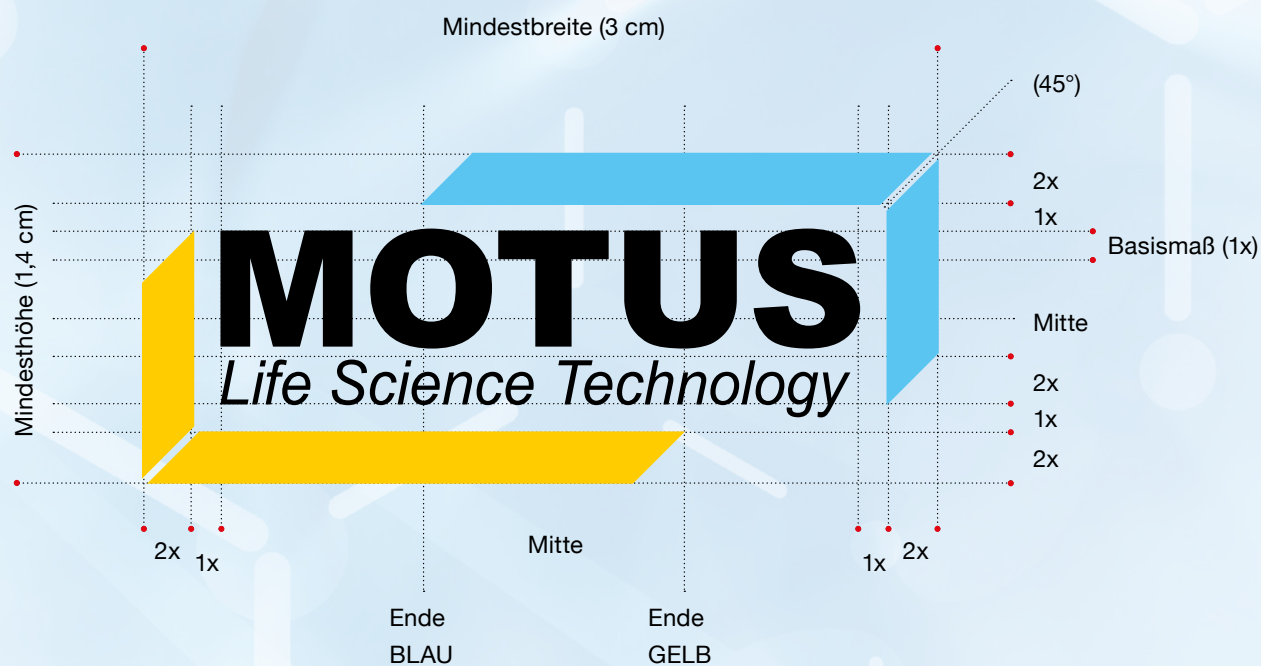 Mindestbreite (3 cm)
(45°)
2x
1x
Basismaß (1x)
Mindesthöhe (1,4 cm)
MOTUS
Mitte
Life Science Technology
2x
1x
2x
2x
1x
Mitte
1x
2x
Ende
BLAU
Ende
GELB